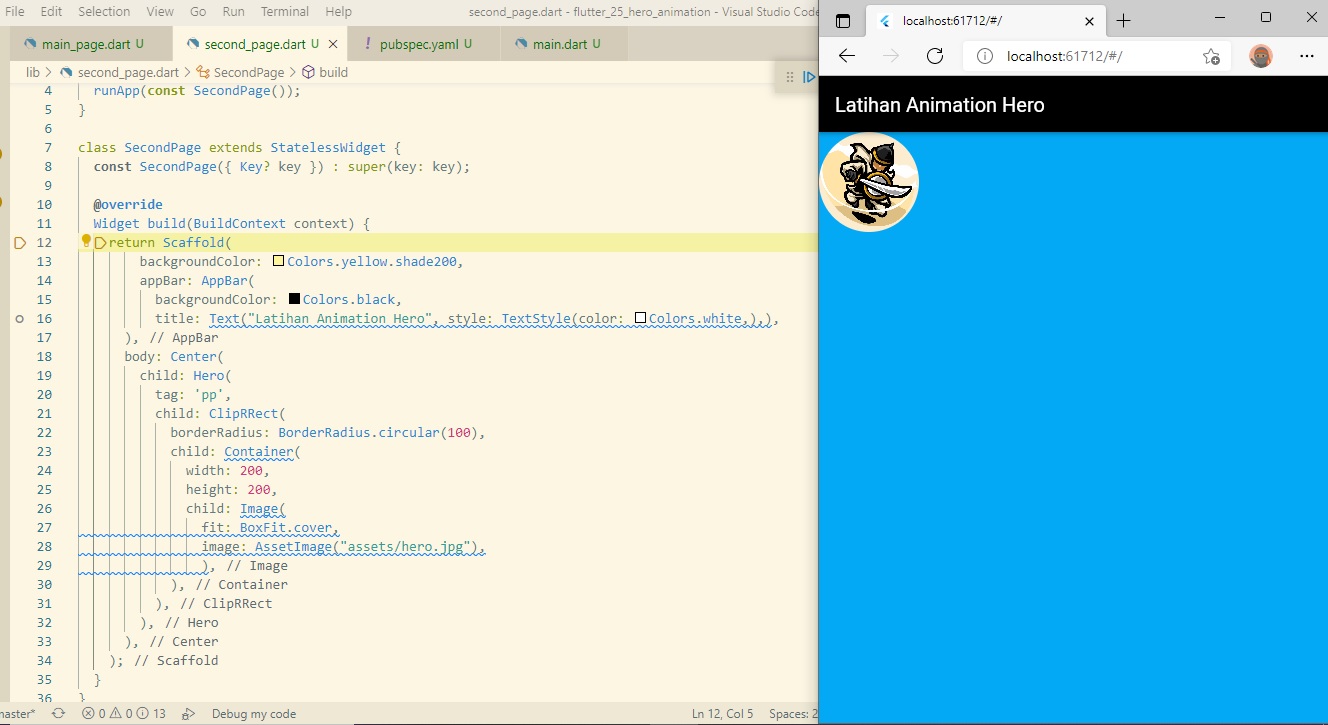 File Edit Selection View Go Run Terminal Help second_page.dart - flutter_25_hero_animation - Visual Studio Code
main_page.dart U second_page.dart U × ! pubspec.yaml U main.dart U
lib > second_page.dart > SecondPage > build
4 runApp(const SecondPage());
5 }
6
7 class SecondPage extends StatelessWidget {
8 const SecondPage({ Key? key }) : super(key: key);
9
10 @override
11 Widget build(BuildContext context) {
12 return Scaffold(
13 backgroundColor: Colors.yellow.shade200,
14 appBar: AppBar(
15 backgroundColor: Colors.black,
16 title: Text("Latihan Animation Hero", style: TextStyle(color: Colors.white,),),
17 ), // AppBar
18 body: Center(
19 child: Hero(
20 tag: 'pp',
21 child: ClipRRect(
22 borderRadius: BorderRadius.circular(100),
23 child: Container(
24 width: 200,
25 height: 200,
26 child: Image(
27 fit: BoxFit.cover,
28 image: AssetImage("assets/hero.jpg"),
29 ), // Image
30 ), // Container
31 ), // ClipRRect
32 ), // Hero
33 ), // Center
34 ); // Scaffold
35 }
36 }
master* 0 0 13 Debug my code Ln 12, Col 5 Spaces: 2
localhost:61712/#/
localhost:61712/#/
Latihan Animation Hero